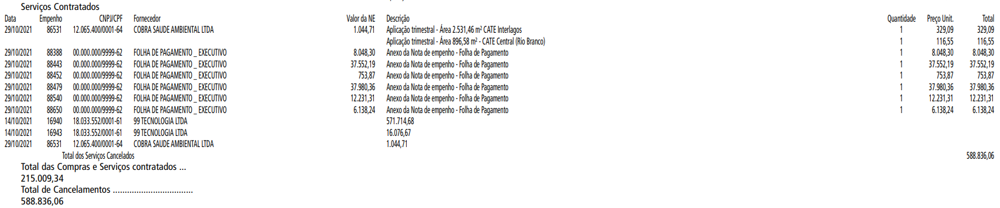 Serviços Contratados
Data Empenho CNPJ/CPF Fornecedor Valor da NE Descrição Quantidade Preço Unit. Total
29/10/2021 86531 12.065.400/0001-64 COBRA SAUDE AMBIENTAL LTDA 1.044,71 Aplicação trimestral - Área 2.531,46 m² CATE Interlagos 1 329,09 329,09
Aplicação trimestral - Área 896,58 m² - CATE Central (Rio Branco) 1 116,55 116,55
29/10/2021 88388 00.000.000/9999-62 FOLHA DE PAGAMENTO _ EXECUTIVO 8.048,30 Anexo da Nota de empenho - Folha de Pagamento 1 8.048,30 8.048,30
29/10/2021 88443 00.000.000/9999-62 FOLHA DE PAGAMENTO _ EXECUTIVO 37.552,19 Anexo da Nota de empenho - Folha de Pagamento 1 37.552,19 37.552,19
29/10/2021 88452 00.000.000/9999-62 FOLHA DE PAGAMENTO _ EXECUTIVO 753,87 Anexo da Nota de empenho - Folha de Pagamento 1 753,87 753,87
29/10/2021 88479 00.000.000/9999-62 FOLHA DE PAGAMENTO _ EXECUTIVO 37.980,36 Anexo da Nota de empenho - Folha de Pagamento 1 37.980,36 37.980,36
29/10/2021 88540 00.000.000/9999-62 FOLHA DE PAGAMENTO _ EXECUTIVO 12.231,31 Anexo da Nota de empenho - Folha de Pagamento 1 12.231,31 12.231,31
29/10/2021 88650 00.000.000/9999-62 FOLHA DE PAGAMENTO _ EXECUTIVO 6.138,24 Anexo da Nota de empenho - Folha de Pagamento 1 6.138,24 6.138,24
14/10/2021 16940 18.033.552/0001-61 99 TECNOLOGIA LTDA 571.714,68
14/10/2021 16943 18.033.552/0001-61 99 TECNOLOGIA LTDA 16.076,67
29/10/2021 86531 12.065.400/0001-64 COBRA SAUDE AMBIENTAL LTDA 1.044,71
Total dos Serviços Cancelados 588.836,06
Total das Compras e Serviços contratados ...
215.009,34
Total de Cancelamentos ..................................
588.836,06